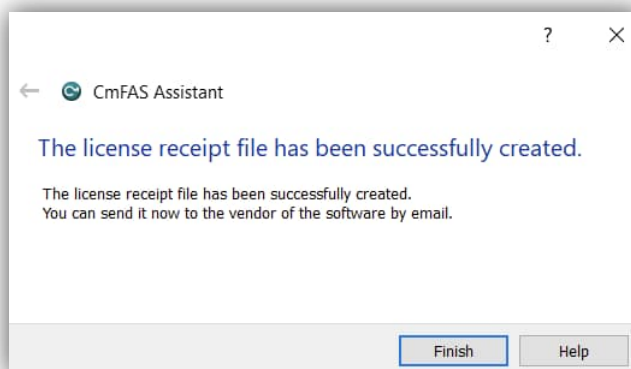 CmFAS Assistant
The license receipt file has been successfully created.
The license receipt file has been successfully created.
You can send it now to the vendor of the software by email.
Finish Help